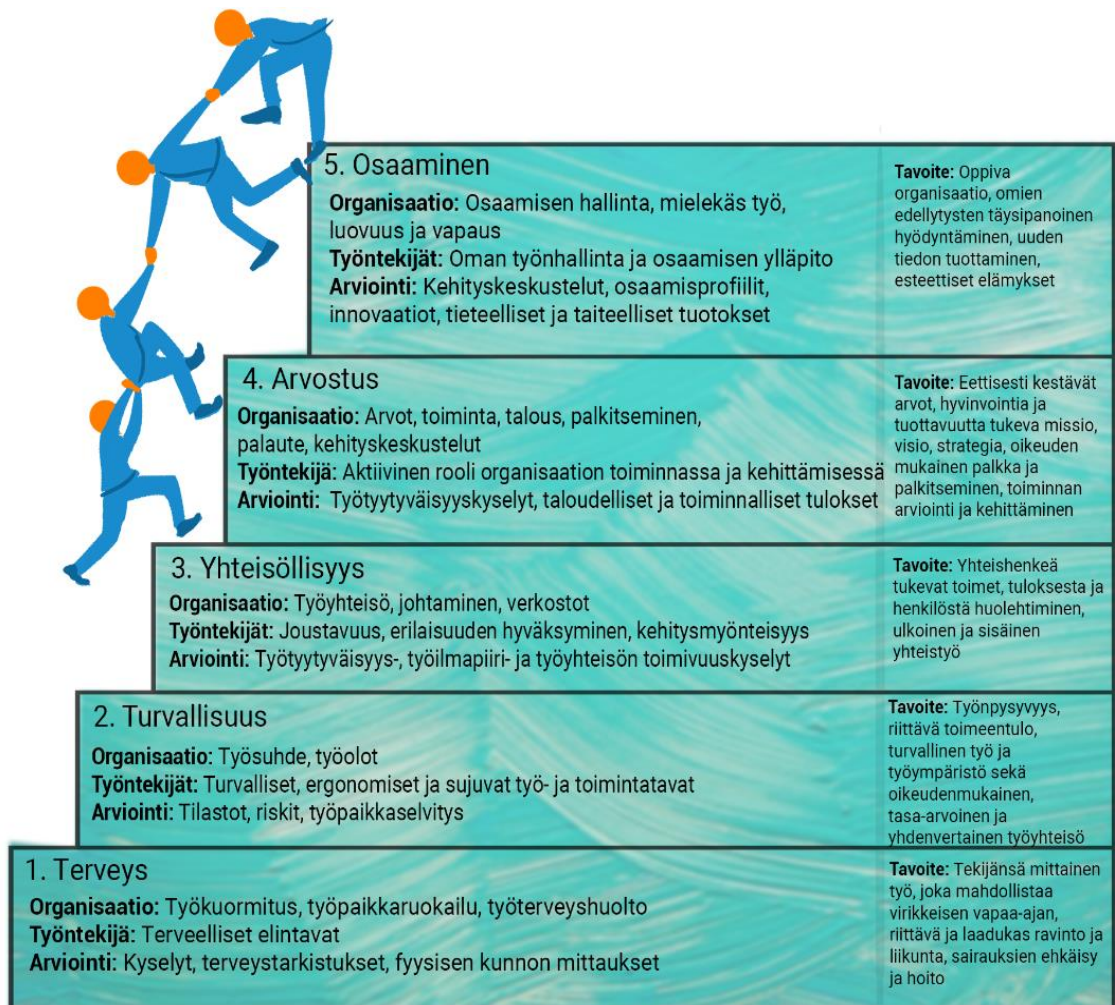 5. Osaaminen
Organisaatio: Osaamisen hallinta, mielekäs työ,
luovuus ja vapaus
Työntekijät: Oman työnhallinta ja osaamisen ylläpito
Arviointi: Kehityskeskustelut, osaamisprofiilit,
innovaatiot, tieteelliset ja taiteelliset tuotokset
Tavoite: Oppiva
organisaatio, omien
edellytysten täysipanoinen
hyödyntäminen, uuden
tiedon tuottaminen,
esteettiset elämykset
4. Arvostus
Organisaatio: Arvot, toiminta, talous, palkitseminen,
palaute, kehityskeskustelut
Työntekijä: Aktiivinen rooli organisaation toiminnassa ja kehittämisessä
Arviointi: Työtyytyväisyyskyselyt, taloudelliset ja toiminnalliset tulokset
Tavoite: Eettisesti kestävät
arvot, hyvinvointia ja
tuottavuutta tukeva missio,
visio, strategia, oikeuden
mukainen palkka ja
palkitseminen, toiminnan
arviointi ja kehittäminen
3. Yhteisöllisyys
Organisaatio: Työyhteisö, johtaminen, verkostot
Työntekijät: Joustavuus, erilaisuuden hyväksyminen, kehitysmyönteisyys
Arviointi: Työtyytyväisyys-, työilmapiiri- ja työyhteisön toimivuuskyselyt
Tavoite: Yhteishenkeä
tukevat toimet, tuloksesta ja
henkilöstä huolehtiminen,
ulkoinen ja sisäinen
yhteistyö
2. Turvallisuus
Organisaatio: Työsuhde, työolot
Työntekijät: Turvalliset, ergonomiset ja sujuvat työ- ja toimintatavat
Arviointi: Tilastot, riskit, työpaikkaselvitys
Tavoite: Työnpysyvyys,
riittävä toimeentulo,
turvallinen työ ja
työympäristö sekä
oikeudenmukainen,
tasa-arvoinen ja
yhdenvertainen työyhteisö
1. Terveys
Organisaatio: Työkuormitus, työpaikkaruokailu, työterveyshuolto
Työntekijä: Terveelliset elintavat
Arviointi: Kyselyt, terveystarkistukset, fyysisen kunnon mittaukset
Tavoite: Tekijänsä mittainen
työ, joka mahdollistaa
virikkeisen vapaa-ajan,
riittävä ja laadukas ravinto ja
liikunta, sairauksien ehkäisy
ja hoito